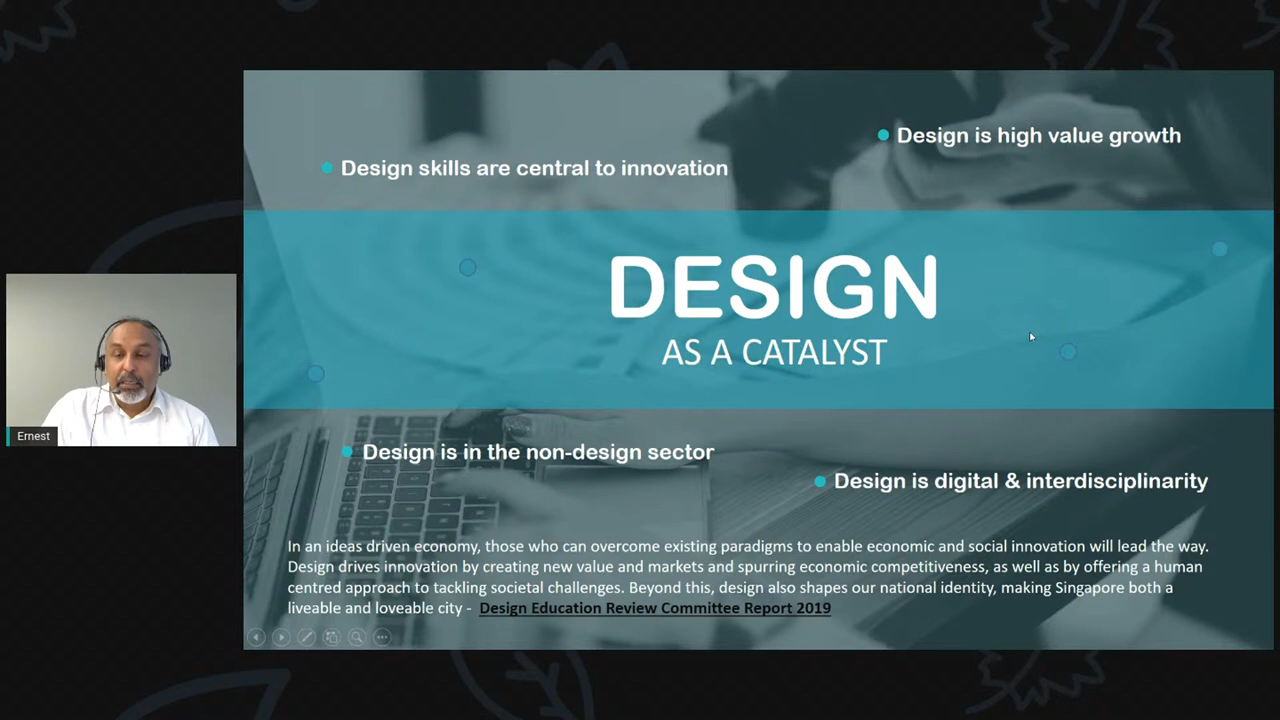 Design is high value growth
Design skills are central to innovation
DESIGN
AS A CATALYST
Ernest
Design is in the non-design sector
Design is digital & interdisciplinarity
In an ideas driven economy, those who can overcome existing paradigms to enable economic and social innovation will lead the way.
Design drives innovation by creating new value and markets and spurring economic competitiveness, as well as by offering a human
centred approach to tackling societal challenges. Beyond this, design also shapes our national identity, making Singapore both a
liveable and loveable city - Design Education Review Committee Report 2019